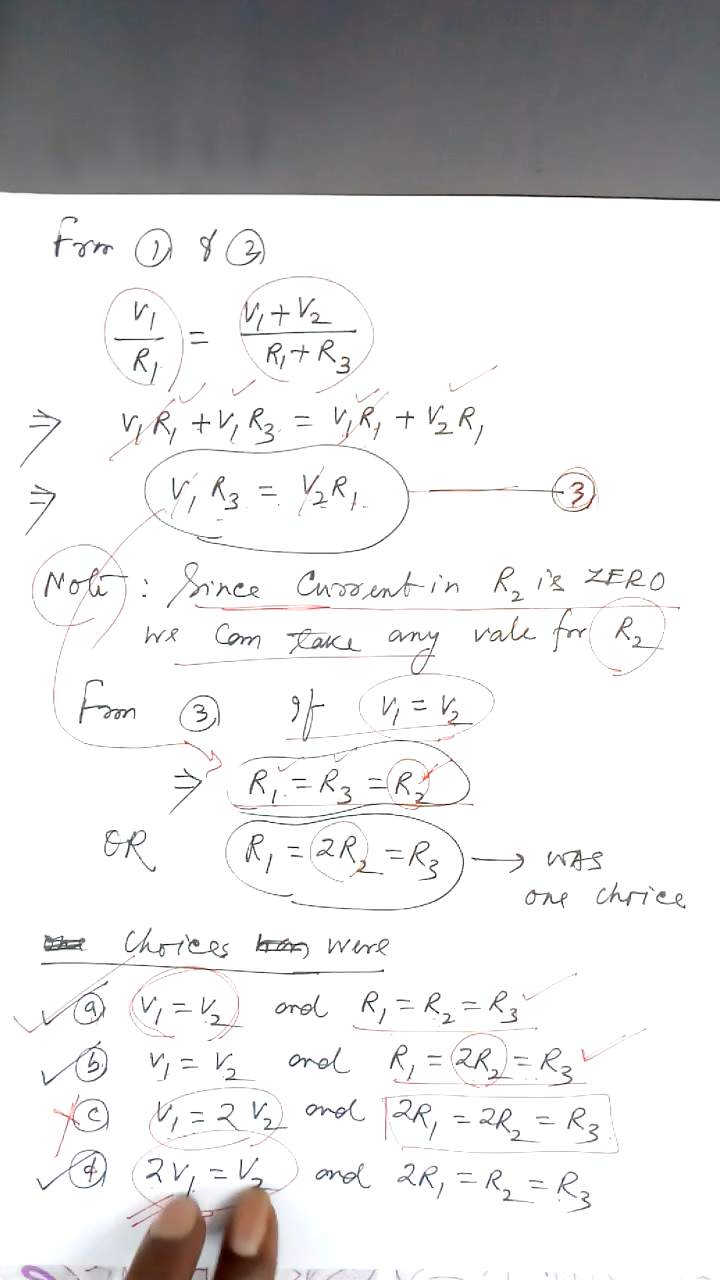 From ① & ②
V₁/R₁ = (V₁ + V₂)/(R₁ + R₃)
⇒ V₁R₁ + V₁R₃ = V₁R₁ + V₂R₁
⇒ V₁R₃ = V₂R₁ ③
Note : Since Current in R₂ is ZERO
we can take any vale for R₂
From ③ If V₁ = V₂
⇒ R₁ = R₃ = R₂
OR R₁ = 2R₂ = R₃ → WAS
one choice
Choices were
✓ ⓐ V₁ = V₂ and R₁ = R₂ = R₃ ✓
✓ ⓑ V₁ = V₂ and R₁ = 2R₂ = R₃ ✓
✗ ⓒ V₁ = 2V₂ and 2R₁ = 2R₂ = R₃
✓ ⓓ 2V₁ = V₂ and 2R₁ = R₂ = R₃